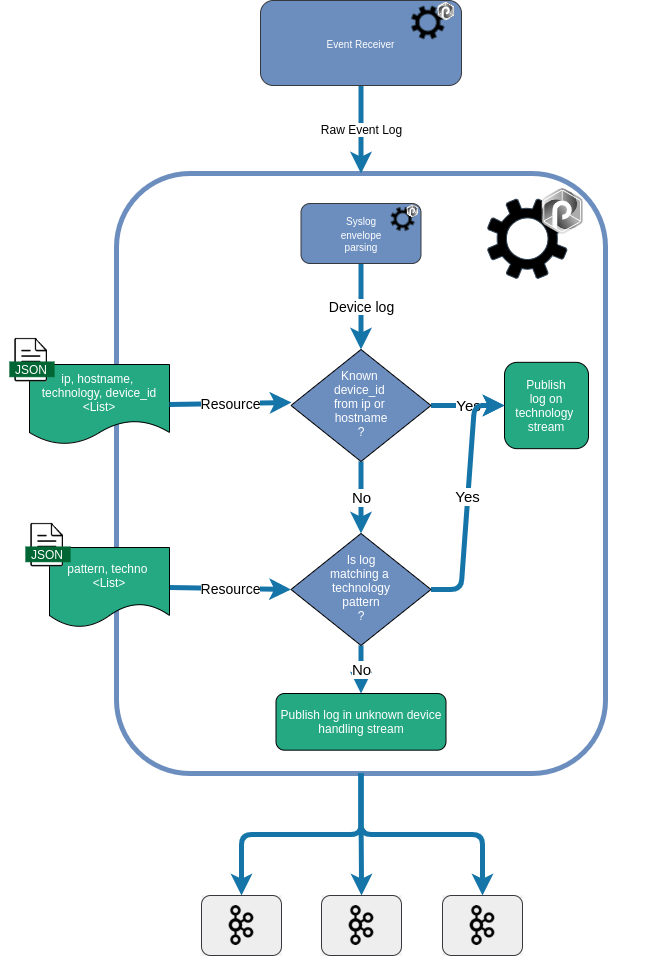 Event Receiver
Raw Event Log
Syslog
envelope
parsing
Device log
JSON
ip, hostname,
technology, device_id
<List>
Resource
Known
device_id
from ip or
hostname
?
Yes
Publish
log on
technology
stream
No
Yes
JSON
pattern, techno
<List>
Resource
Is log
matching a
technology
pattern
?
No
Publish log in unknown device
handling stream